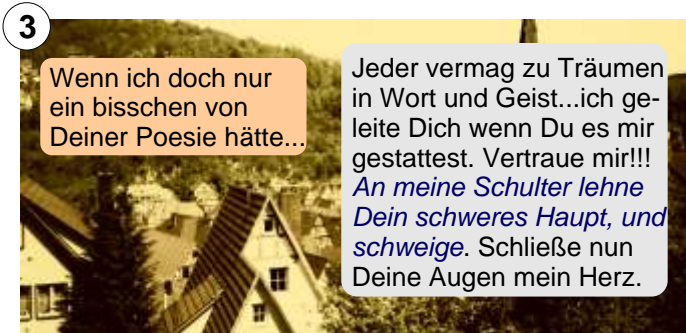 3
Wenn ich doch nur
ein bisschen von
Deiner Poesie hätte...
Jeder vermag zu Träumen
in Wort und Geist...ich ge-
leite Dich wenn Du es mir
gestattest. Vertraue mir!!!
An meine Schulter lehne
Dein schweres Haupt, und
schweige. Schließe nun
Deine Augen mein Herz.